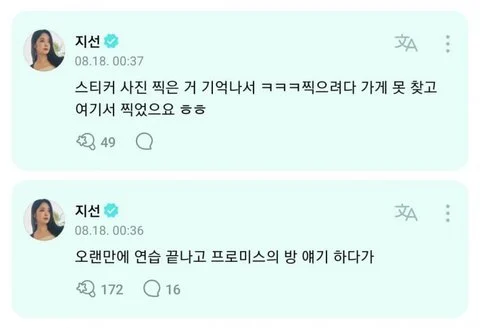 지선
08.18. 00:37
스티커 사진 찍은 거 기억나서 ㅋㅋㅋ찍으려다 가게 못 찾고
여기서 찍었으요 ㅎㅎ
49
지선
08.18. 00:36
오랜만에 연습 끝나고 프로미스의 방 얘기 하다가
172 16